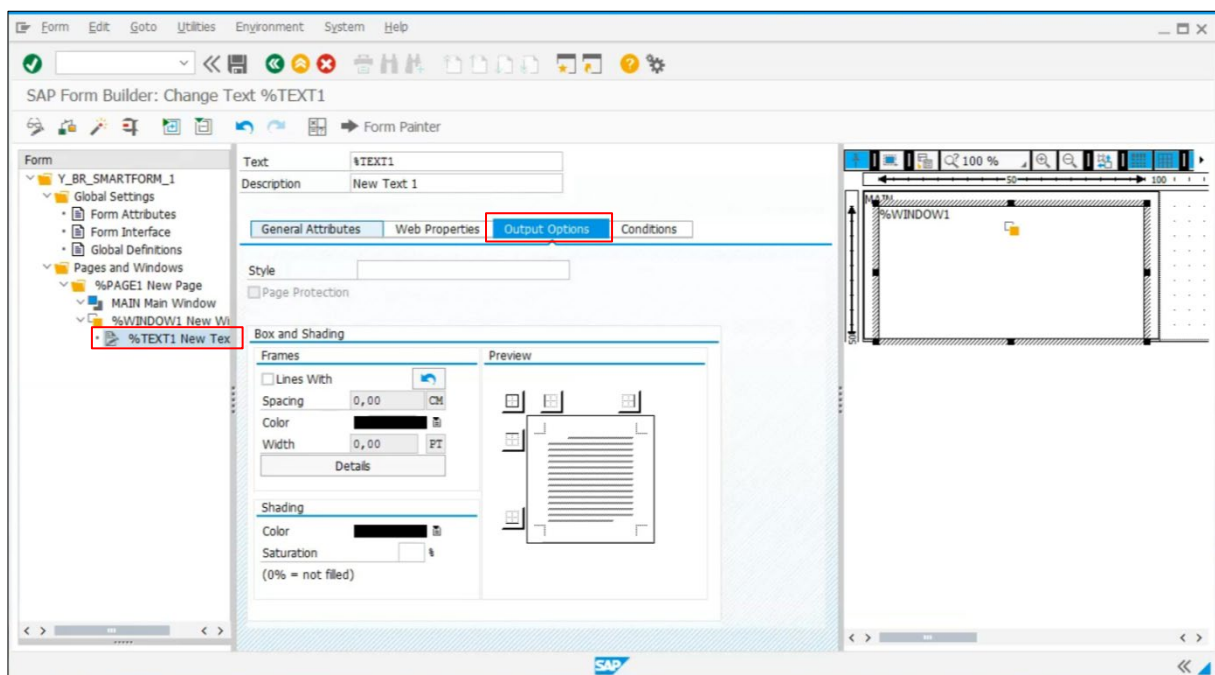 Form Edit Goto Utilities Environment System Help
SAP Form Builder: Change Text %TEXT1
Form Painter
Form
Y_BR_SMARTFORM_1
Global Settings
Form Attributes
Form Interface
Global Definitions
Pages and Windows
%PAGE1 New Page
MAIN Main Window
%WINDOW1 New Wi
%TEXT1 New Tex
Text %TEXT1
Description New Text 1
General Attributes Web Properties Output Options Conditions
Style
Page Protection
Box and Shading
Frames
Lines With
Spacing 0,00 CM
Color
Width 0,00 PT
Details
Shading
Color
Saturation %
(0% = not filled)
Preview
100 %
50 100
MAIN
%WINDOW1
50
SAP